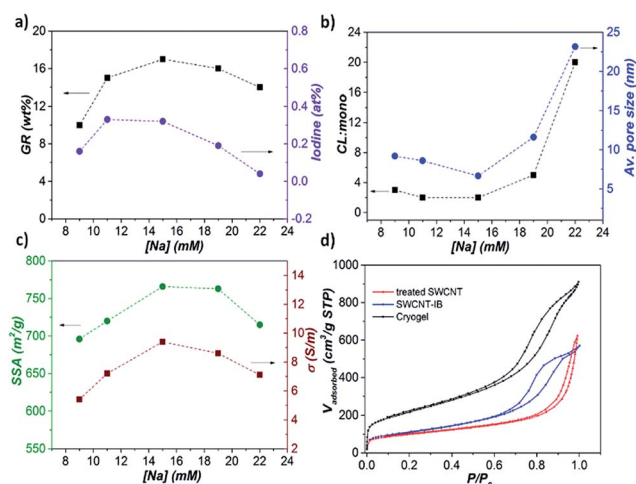 a)
20
16
12
8
4
0
GR (wt%)
0.8
0.6
0.4
0.2
0.0
-0.2
Iodine (at%)
8 10 12 14 16 18 20 22 24
[Na] (mM)
b)
24
20
16
12
8
4
0
CL:mono
25
20
15
10
5
Av. pore size (nm)
8 10 12 14 16 18 20 22 24
[Na] (mM)
c)
800
750
700
650
600
550
SSA (m²/g)
14
12
10
8
6
4
2
σ (S/m)
8 10 12 14 16 18 20 22 24
[Na] (mM)
d)
1000
800
600
400
200
0
V adsorbed (cm³/g STP)
treated SWCNT
SWCNT-IB
Cryogel
0.0 0.2 0.4 0.6 0.8 1.0
P/P